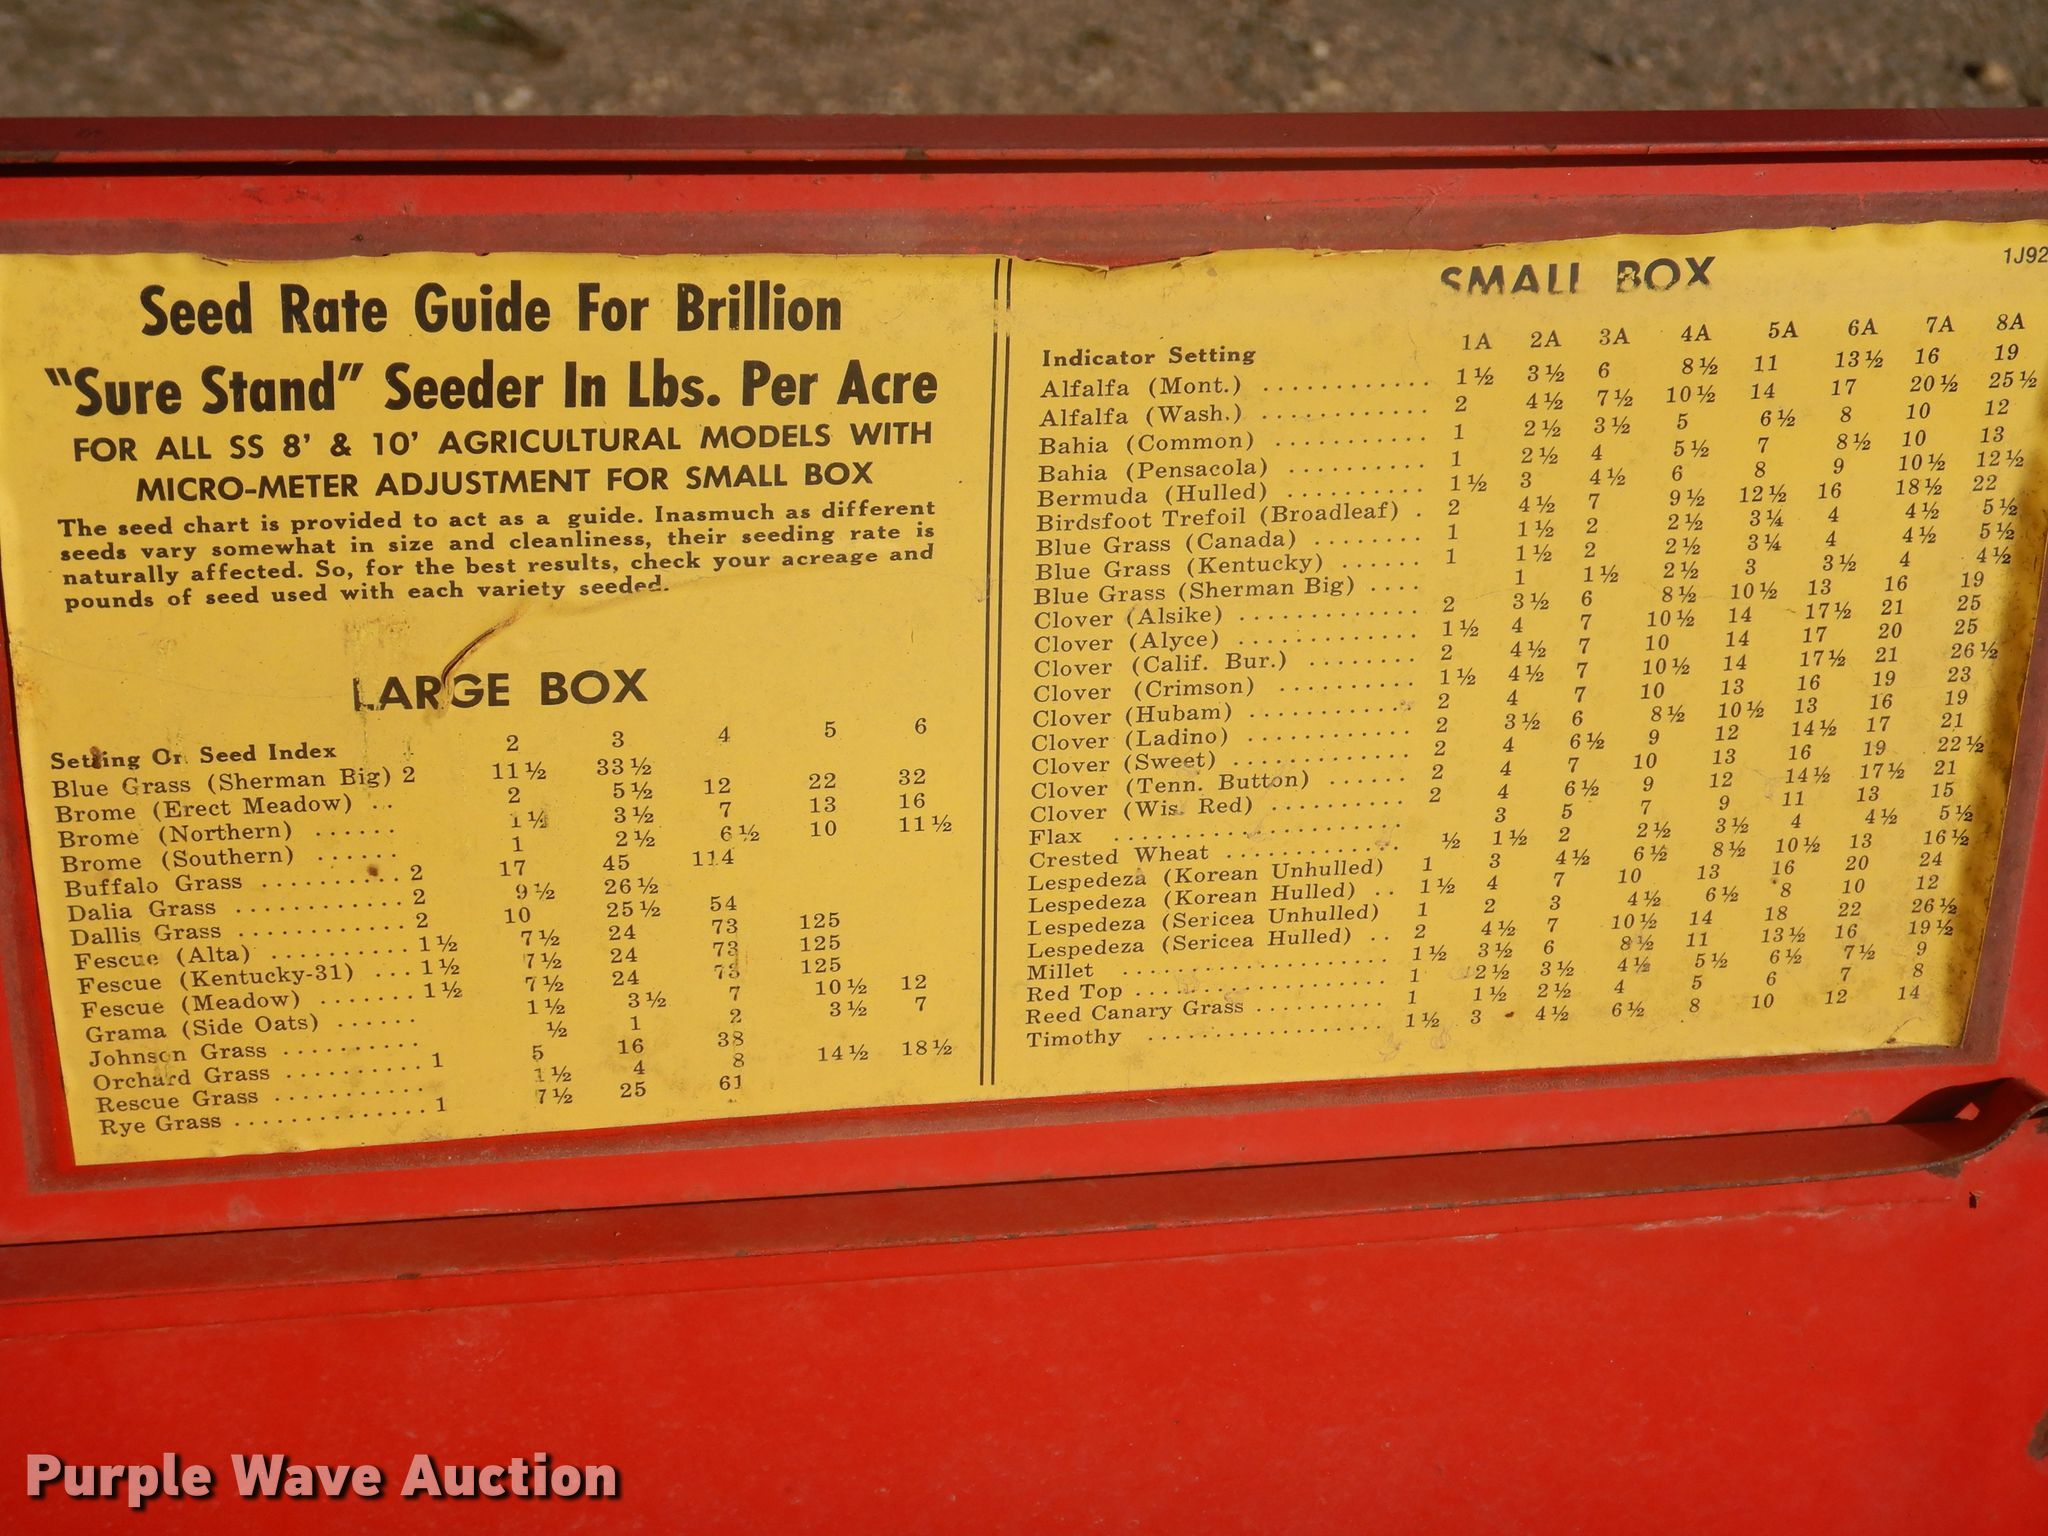 Seed Rate Guide For Brillion
"Sure Stand" Seeder In Lbs. Per Acre
FOR ALL SS 8' & 10' AGRICULTURAL MODELS WITH
MICRO-METER ADJUSTMENT FOR SMALL BOX
The seed chart is provided to act as a guide. Inasmuch as different
seeds vary somewhat in size and cleanliness, their seeding rate is
naturally affected. So, for the best results, check your acreage and
pounds of seed used with each variety seeded.
LARGE BOX
Setting On Seed Index 1 2 3 4 5 6
Blue Grass (Sherman Big) 2 11½ 33½
Brome (Erect Meadow) .. 2 5½ 12 22 32
Brome (Northern) ...... 1½ 3½ 7 13 16
Brome (Southern) ...... 1 2½ 6½ 10 11½
Buffalo Grass .......... 2 17 45 114
Dalia Grass ............ 2 9½ 26½
Dallis Grass ............ 2 10 25½ 54
Fescue (Alta) ............ 1½ 7½ 24 73 125
Fescue (Kentucky-31) ... 1½ 7½ 24 73 125
Fescue (Meadow) ....... 1½ 7½ 24 73 125
Grama (Side Oats) ...... 1½ 3½ 7 10½ 12
Johnson Grass .......... ½ 1 2 3½ 7
Orchard Grass .......... 1 5 16 38
Rescue Grass ........... 1½ 4 8 14½ 18½
Rye Grass ............. 1 7½ 25 61
1J92
SMALL BOX
Indicator Setting 1A 2A 3A 4A 5A 6A 7A 8A
Alfalfa (Mont.) ............ 1½ 3½ 6 8½ 11 13½ 16 19
Alfalfa (Wash.) ............ 2 4½ 7½ 10½ 14 17 20½ 25½
Bahia (Common) ........... 1 2½ 3½ 5 6½ 8 10 12
Bahia (Pensacola) .......... 1 2½ 4 5½ 7 8½ 10 13
Bermuda (Hulled) .......... 1½ 3 4½ 6 8 9 10½ 12½
Birdsfoot Trefoil (Broadleaf) . 2 4½ 7 9½ 12½ 16 18½ 22
Blue Grass (Canada) ........ 1 1½ 2 2½ 3¼ 4 4½ 5½
Blue Grass (Kentucky) ...... 1 1½ 2 2½ 3¼ 4 4½ 5½
Blue Grass (Sherman Big) .... 1 1½ 2½ 3 3½ 4 4½
Clover (Alsike) ............. 2 3½ 6 8½ 10½ 13 16 19
Clover (Alyce) ............. 1½ 4 7 10½ 14 17½ 21 25
Clover (Calif. Bur.) ........ 2 4½ 7 10 14 17 20 25
Clover (Crimson) .......... 1½ 4½ 7 10½ 14 17½ 21 26½
Clover (Hubam) ............ 2 4 7 10 13 16 19 23
Clover (Ladino) ............ 2 3½ 6 8½ 10½ 13 16 19
Clover (Sweet) ............. 2 4 6½ 9 12 14½ 17 21
Clover (Tenn. Button) ...... 2 4 7 10 13 16 19 22½
Clover (Wis. Red) .......... 2 4 6½ 9 12 14½ 17½ 21
Flax ..................... 3 5 7 9 11 13 15
Crested Wheat ............. ½ 1½ 2 2½ 3½ 4 4½ 5½
Lespedeza (Korean Unhulled) 1 3 4½ 6½ 8½ 10½ 13 16½
Lespedeza (Korean Hulled) .. 1½ 4 7 10 13 16 20 24
Lespedeza (Sericea Unhulled) 1 2 3 4½ 6½ 8 10 12
Lespedeza (Sericea Hulled) .. 2 4½ 7 10½ 14 18 22 26½
Millet ................... 1½ 3½ 6 8½ 11 13½ 16 19½
Red Top .................. 1 2½ 3½ 4½ 5½ 6½ 7½ 9
Reed Canary Grass .......... 1 1½ 2½ 4 5 6 7 8
Timothy ................. 1½ 3 4½ 6½ 8 10 12 14
Purple Wave Auction